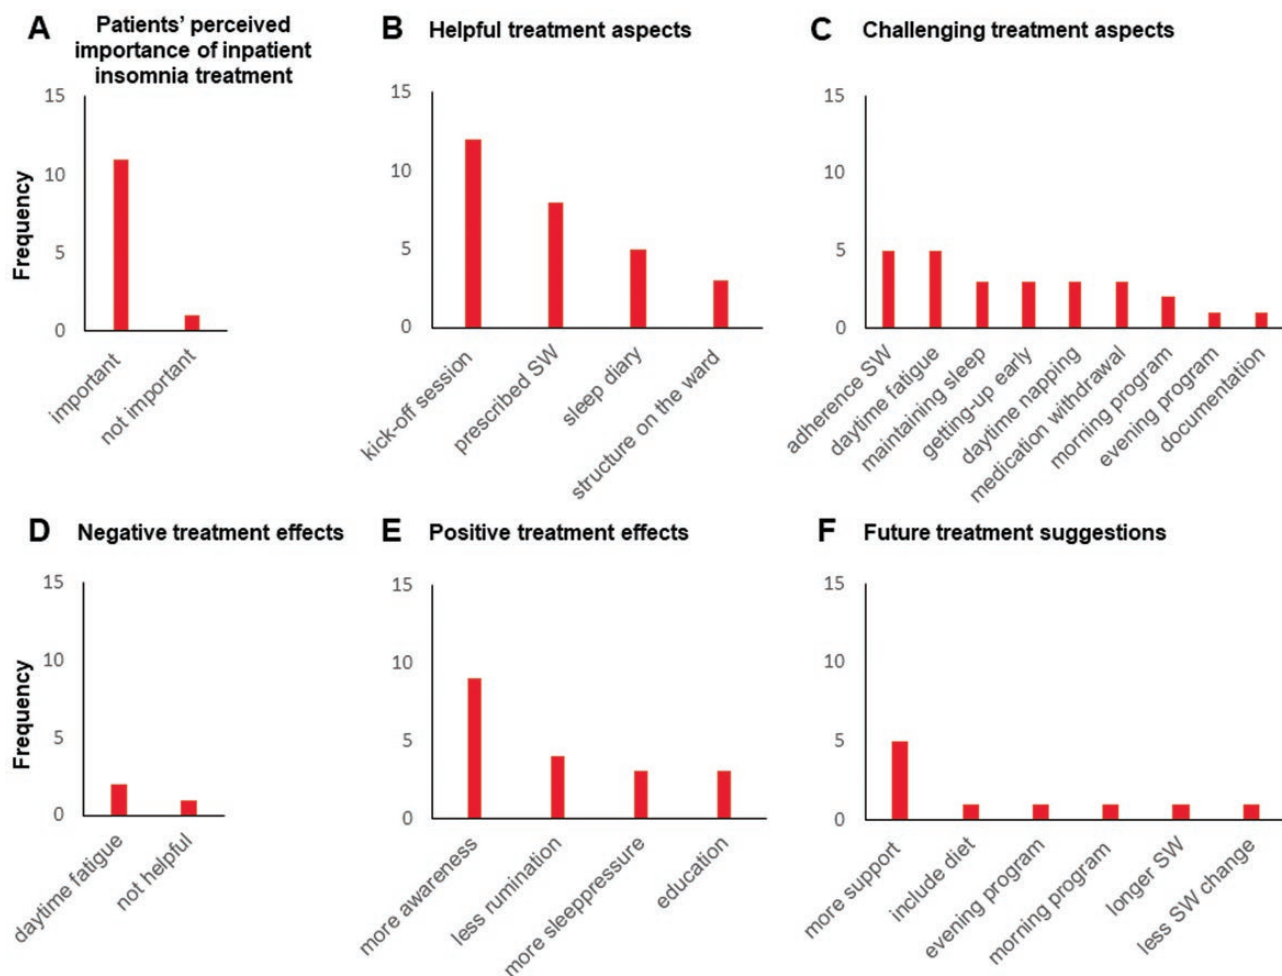 A Patients’ perceived
importance of inpatient
insomnia treatment
15
10
5
0
Frequency
important
not important
B Helpful treatment aspects
15
10
5
0
kick-off session
prescribed SW
sleep diary
structure on the ward
C Challenging treatment aspects
15
10
5
0
adherence SW
daytime fatigue
maintaining sleep
getting-up early
daytime napping
medication withdrawal
morning program
evening program
documentation
D Negative treatment effects
15
10
5
0
Frequency
daytime fatigue
not helpful
E Positive treatment effects
15
10
5
0
more awareness
less rumination
more sleeppressure
education
F Future treatment suggestions
15
10
5
0
more support
include diet
evening program
morning program
longer SW
less SW change